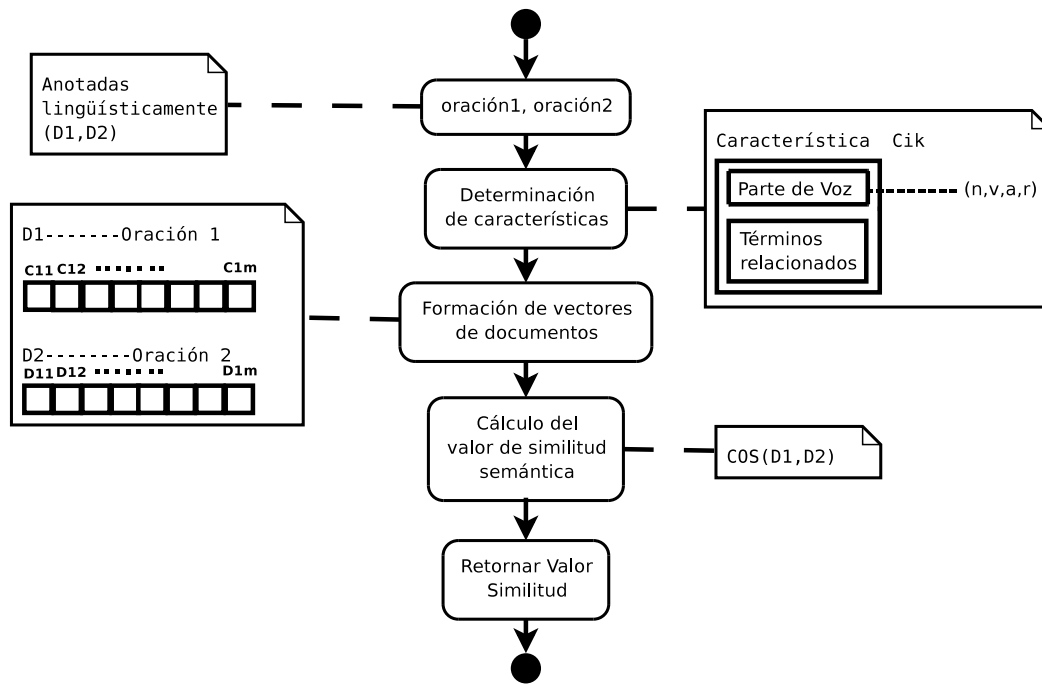 Anotadas
lingüísticamente
(D1,D2)
oración1, oración2
Característica Cik
Parte de Voz
(n,v,a,r)
Términos
relacionados
Determinación
de características
D1-------Oración 1
C11 C12 ....... C1m
D2--------Oración 2
D11 D12 ....... D1m
Formación de vectores
de documentos
Cálculo del
valor de similitud
semántica
COS(D1,D2)
Retornar Valor
Similitud